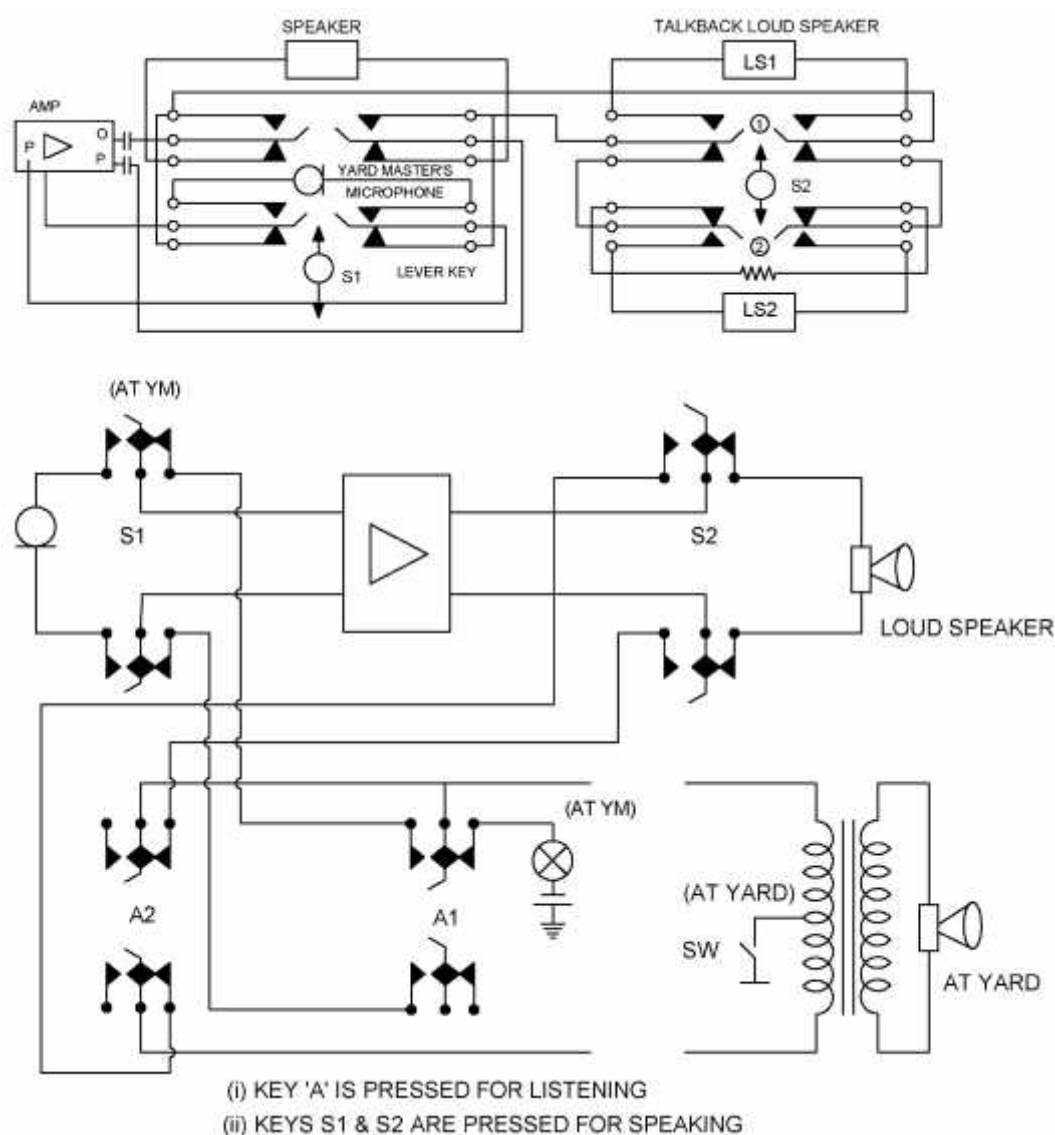 SPEAKER
TALKBACK LOUD SPEAKER
LS1
AMP
P
O
P
1
YARD MASTER'S
MICROPHONE
S2
S1
LEVER KEY
2
LS2
(AT YM)
S1
S2
LOUD SPEAKER
(AT YM)
(AT YARD)
A2
A1
SW
AT YARD
(i) KEY 'A' IS PRESSED FOR LISTENING
(ii) KEYS S1 & S2 ARE PRESSED FOR SPEAKING